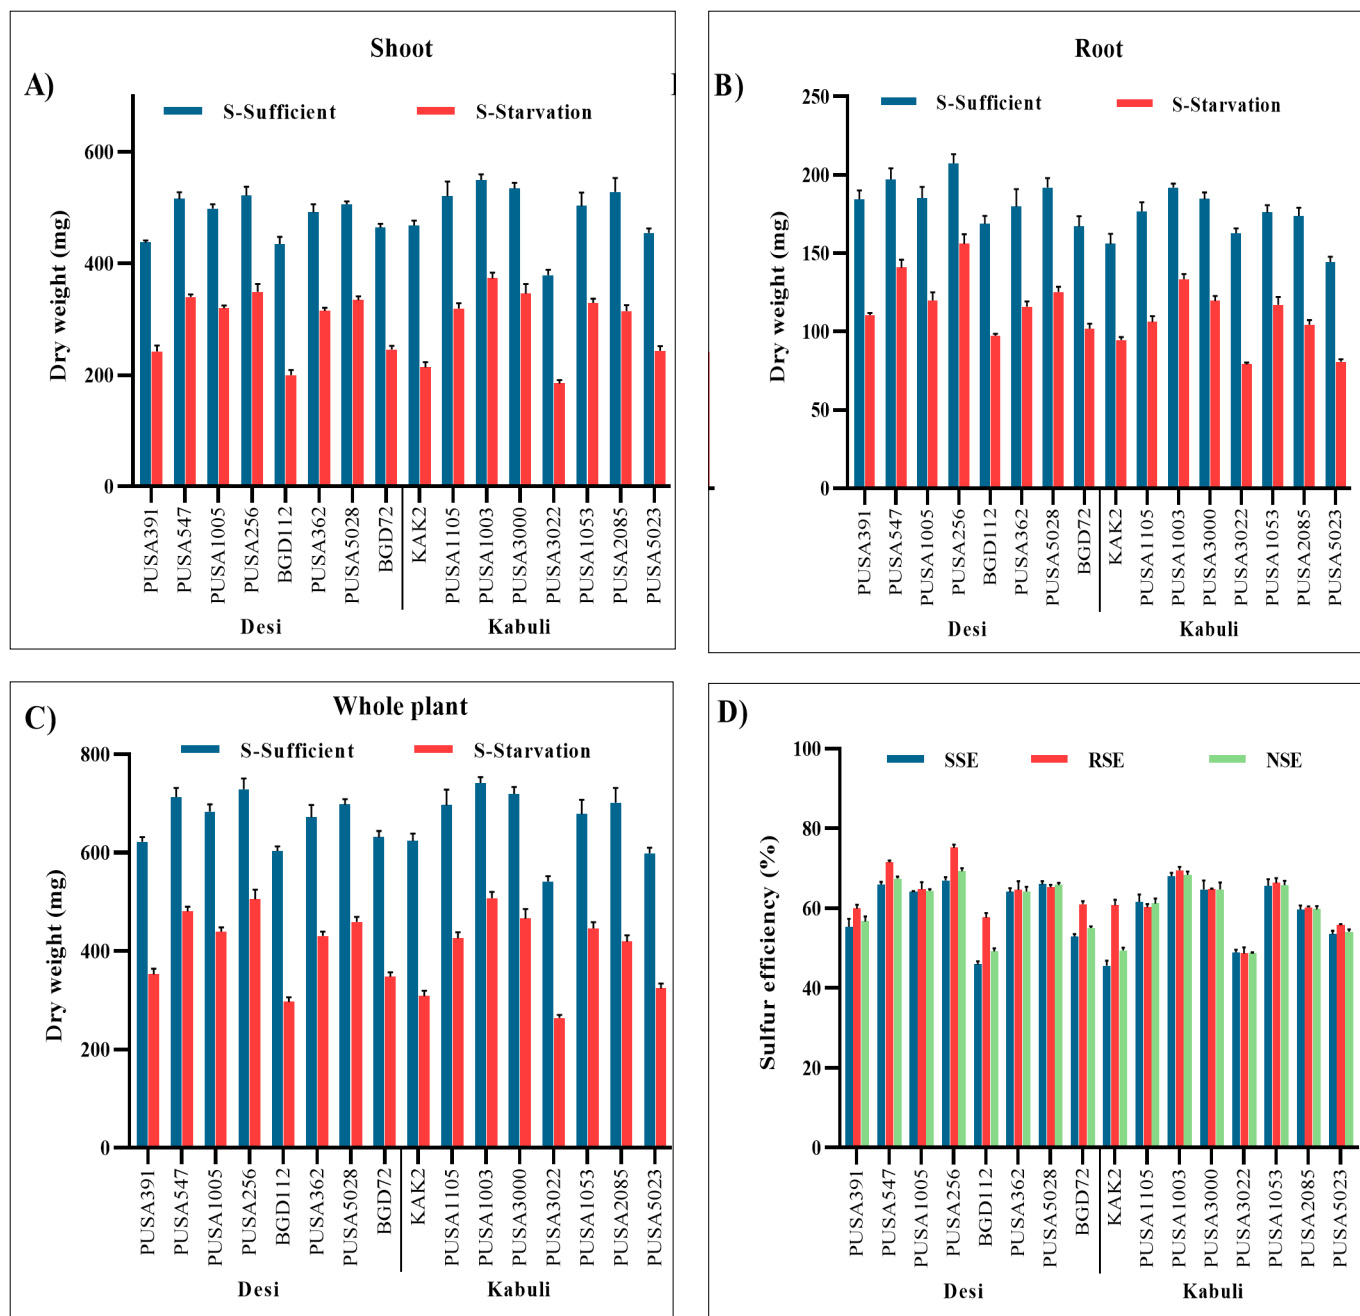 Shoot
A)
S-Sufficient S-Starvation
Dry weight (mg)
600
400
200
0
PUSA391
PUSA547
PUSA1005
PUSA256
BGD112
PUSA362
PUSA5028
BGD72
KAK2
PUSA1105
PUSA1003
PUSA3000
PUSA3022
PUSA1053
PUSA2085
PUSA5023
Desi Kabuli
Root
B)
S-Sufficient S-Starvation
Dry weight (mg)
250
200
150
100
50
0
PUSA391
PUSA547
PUSA1005
PUSA256
BGD112
PUSA362
PUSA5028
BGD72
KAK2
PUSA1105
PUSA1003
PUSA3000
PUSA3022
PUSA1053
PUSA2085
PUSA5023
Desi Kabuli
Whole plant
C)
S-Sufficient S-Starvation
Dry weight (mg)
800
600
400
200
0
PUSA391
PUSA547
PUSA1005
PUSA256
BGD112
PUSA362
PUSA5028
BGD72
KAK2
PUSA1105
PUSA1003
PUSA3000
PUSA3022
PUSA1053
PUSA2085
PUSA5023
Desi Kabuli
D)
SSE RSE NSE
Sulfur efficiency (%)
100
80
60
40
20
0
PUSA391
PUSA547
PUSA1005
PUSA256
BGD112
PUSA362
PUSA5028
BGD72
KAK2
PUSA1105
PUSA1003
PUSA3000
PUSA3022
PUSA1053
PUSA2085
PUSA5023
Desi Kabuli